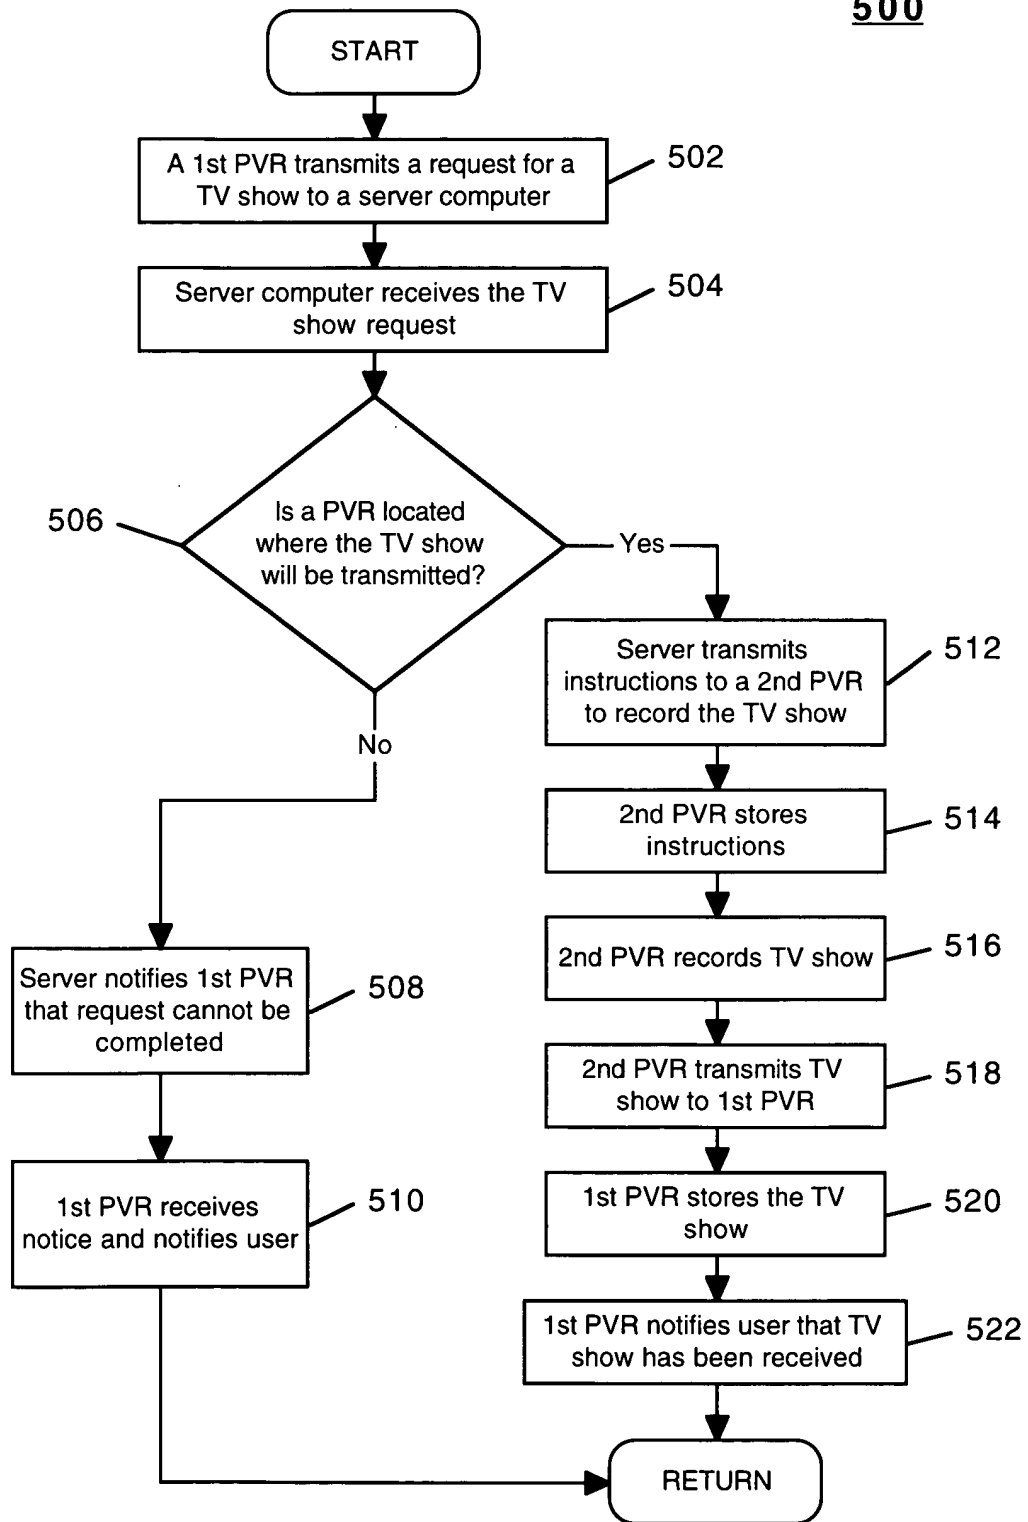 500
START
A 1st PVR transmits a request for a
TV show to a server computer
502
Server computer receives the TV
show request
504
506
Is a PVR located
where the TV show
will be transmitted?
Yes
No
Server transmits
instructions to a 2nd PVR
to record the TV show
512
2nd PVR stores
instructions
514
2nd PVR records TV show
516
Server notifies 1st PVR
that request cannot be
completed
508
2nd PVR transmits TV
show to 1st PVR
518
1st PVR receives
notice and notifies user
510
1st PVR stores the TV
show
520
1st PVR notifies user that TV
show has been received
522
RETURN